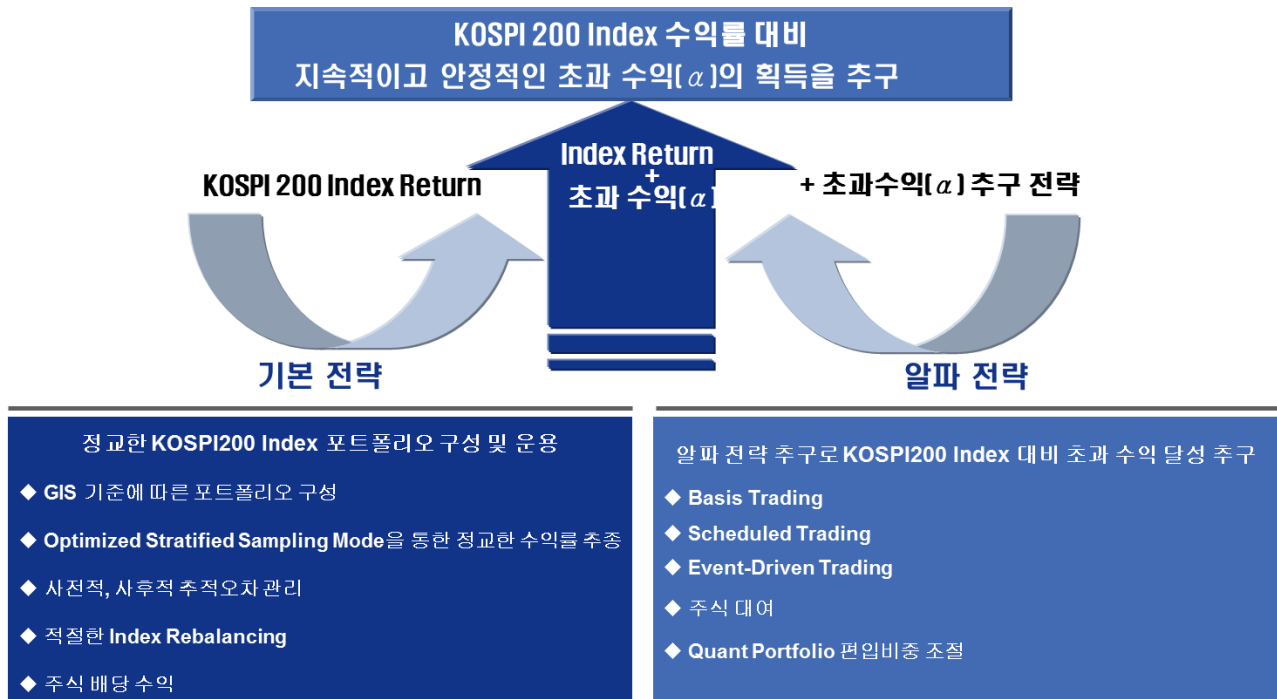 KOSPI 200 Index 수익률 대비
지속적이고 안정적인 초과 수익(α)의 획득을 추구
Index Return
+
초과 수익(α)
KOSPI 200 Index Return
+ 초과수익(α) 추구 전략
기본 전략
알파 전략
정교한 KOSPI200 Index 포트폴리오 구성 및 운용
◆ GIS 기준에 따른 포트폴리오 구성
◆ Optimized Stratified Sampling Mode을 통한 정교한 수익률 추종
◆ 사전적, 사후적 추적오차 관리
◆ 적절한 Index Rebalancing
◆ 주식 배당 수익
알파 전략 추구로 KOSPI200 Index 대비 초과 수익 달성 추구
◆ Basis Trading
◆ Scheduled Trading
◆ Event-Driven Trading
◆ 주식 대여
◆ Quant Portfolio 편입비중 조절